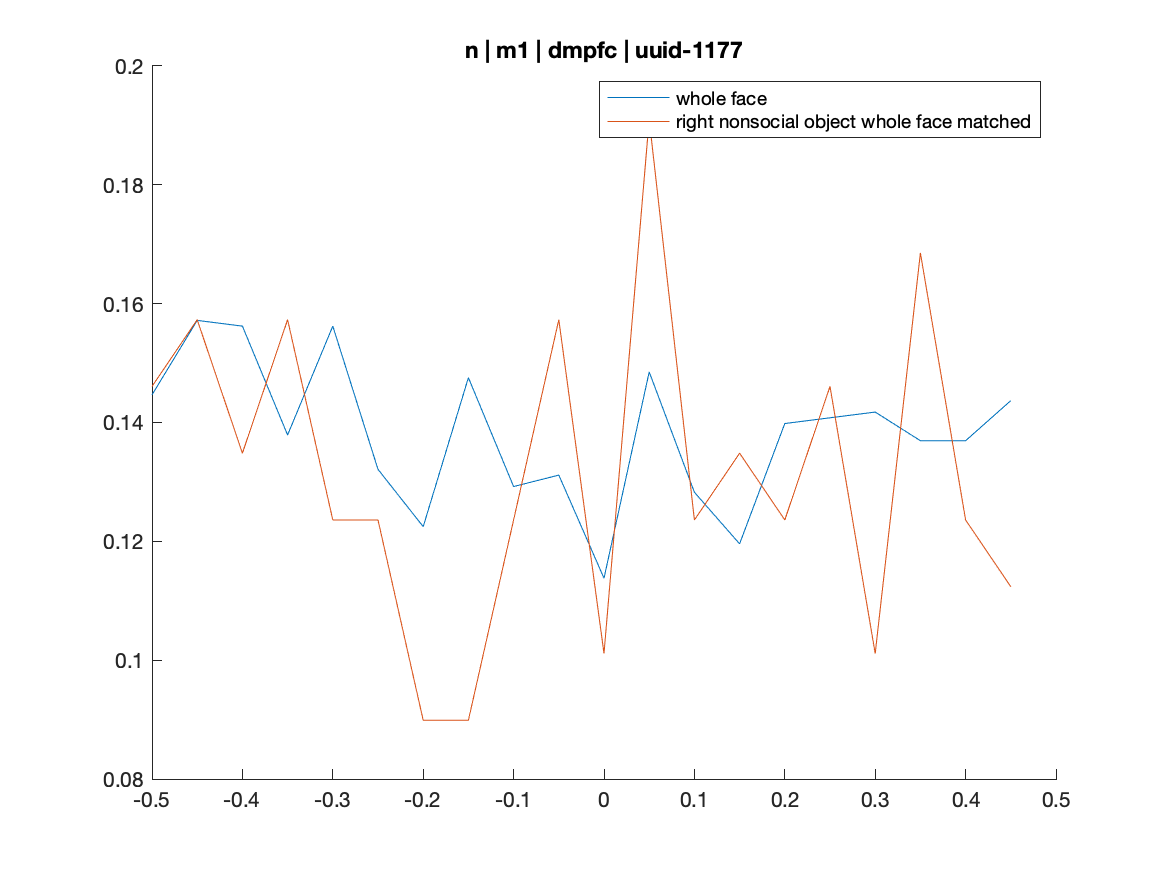 n | m1 | dmpfc | uuid-1177
whole face
right nonsocial object whole face matched
0.2
0.18
0.16
0.14
0.12
0.1
0.08
-0.5 -0.4 -0.3 -0.2 -0.1 0 0.1 0.2 0.3 0.4 0.5